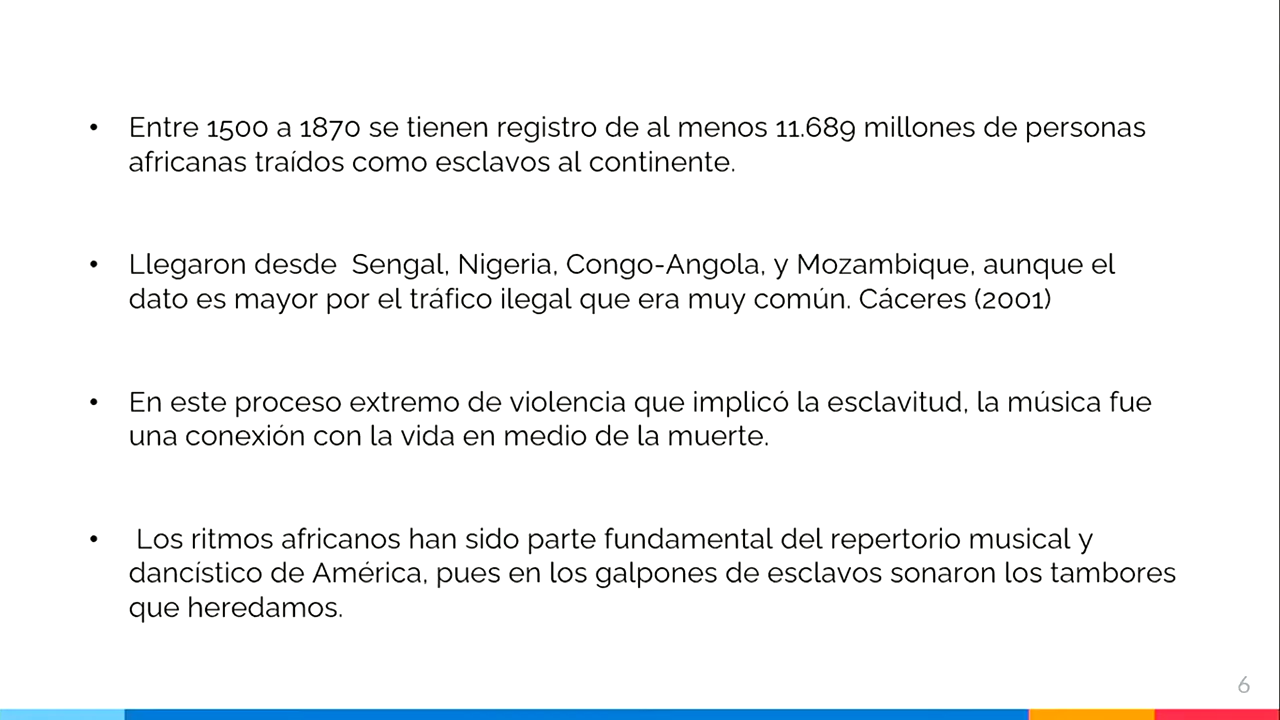 • Entre 1500 a 1870 se tienen registro de al menos 11.689 millones de personas
africanas traídos como esclavos al continente.
• Llegaron desde  Sengal, Nigeria, Congo-Angola, y Mozambique, aunque el
dato es mayor por el tráfico ilegal que era muy común. Cáceres (2001)
• En este proceso extremo de violencia que implicó la esclavitud, la música fue
una conexión con la vida en medio de la muerte.
• Los ritmos africanos han sido parte fundamental del repertorio musical y
dancístico de América, pues en los galpones de esclavos sonaron los tambores
que heredamos.
6